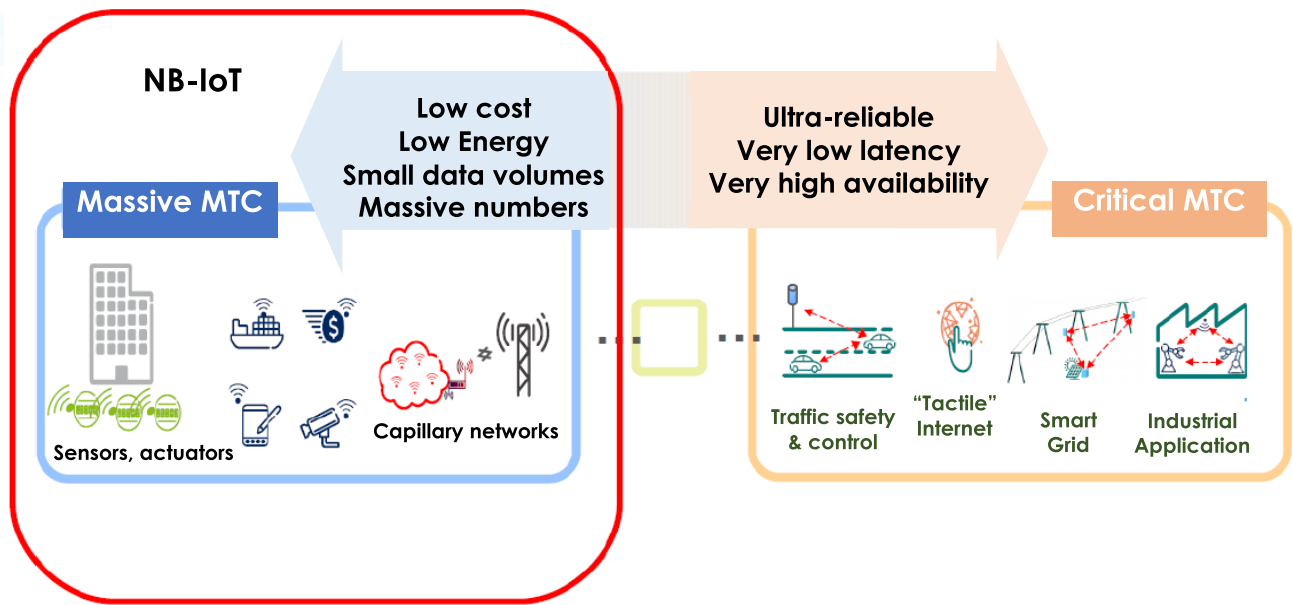 NB-IoT
Low cost
Low Energy
Small data volumes
Massive numbers
Ultra-reliable
Very low latency
Very high availability
Massive MTC
Critical MTC
$
Sensors, actuators
Capillary networks
Traffic safety
& control
“Tactile”
Internet
Smart
Grid
Industrial
Application